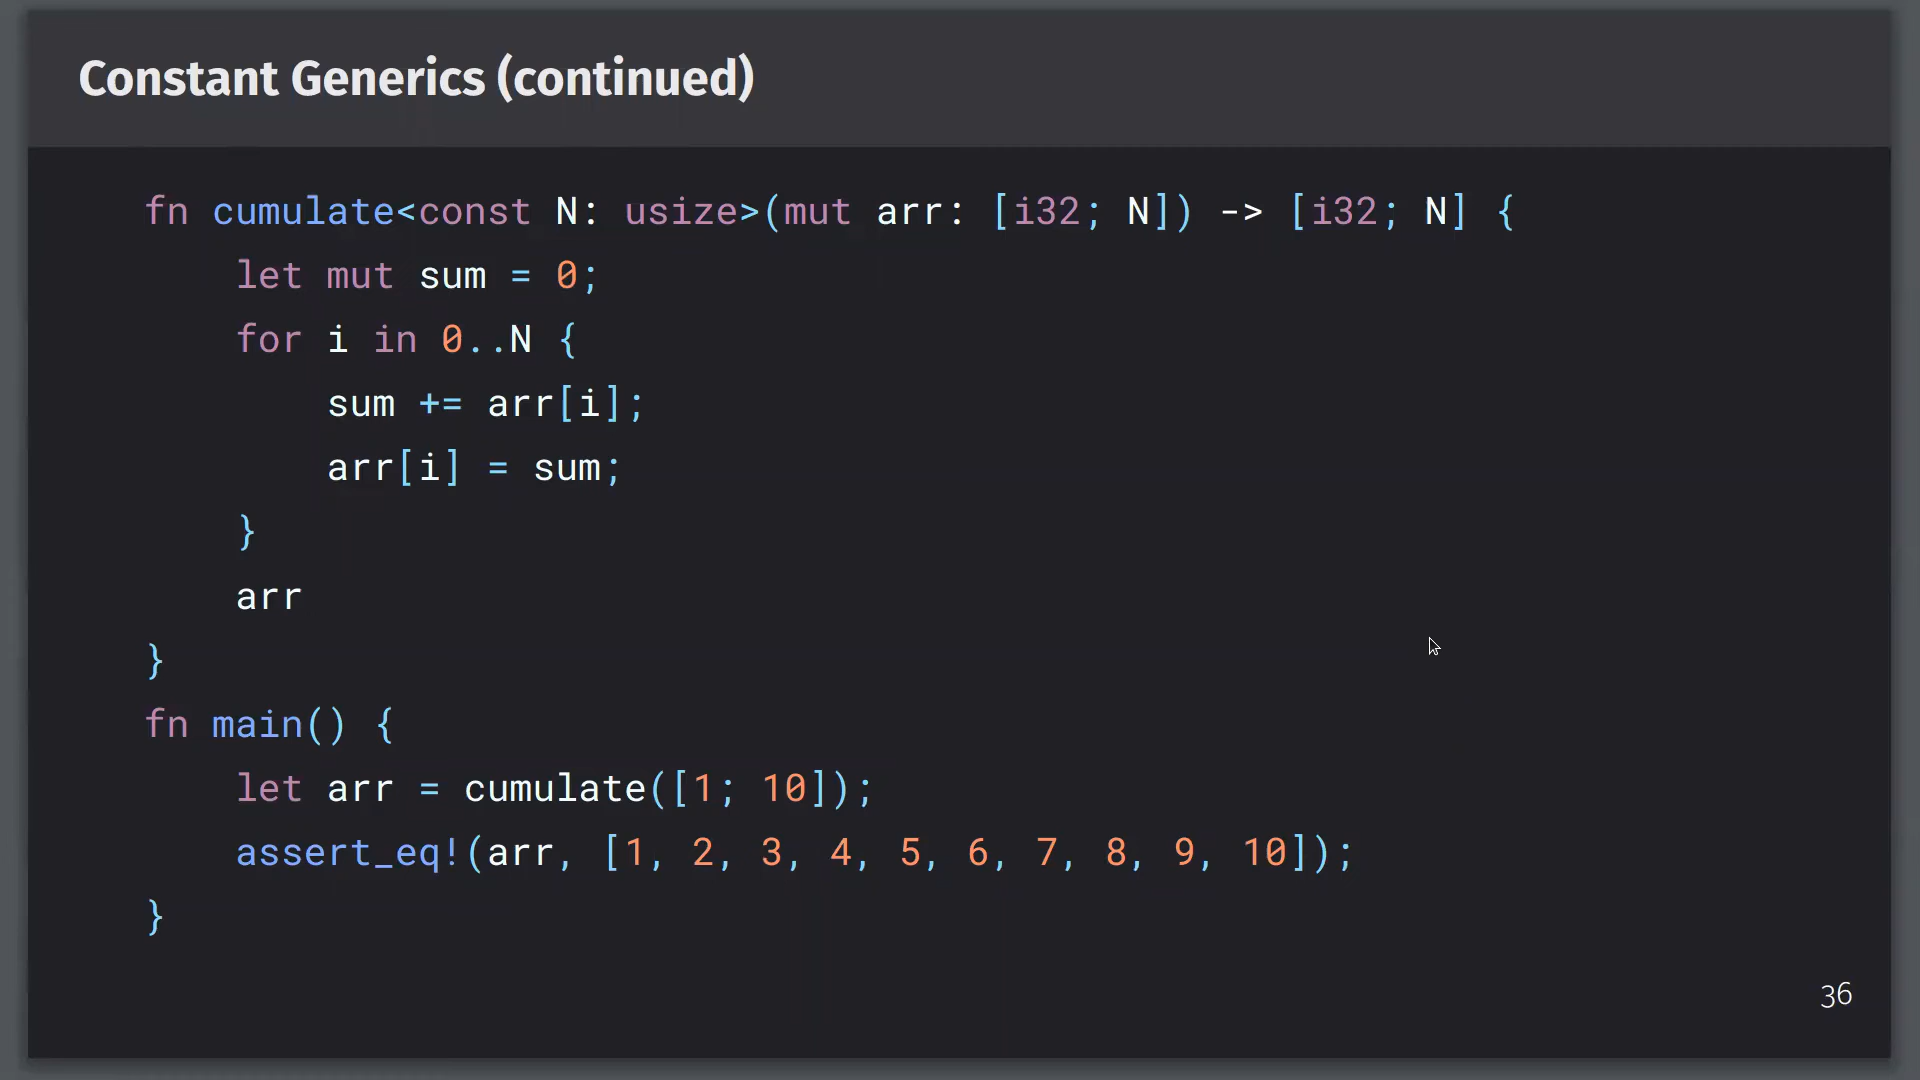 Constant Generics (continued)
fn cumulate<const N: usize>(mut arr: [i32; N]) -> [i32; N] {
    let mut sum = 0;
    for i in 0..N {
        sum += arr[i];
        arr[i] = sum;
    }
    arr
}
fn main() {
    let arr = cumulate([1; 10]);
    assert_eq!(arr, [1, 2, 3, 4, 5, 6, 7, 8, 9, 10]);
}
36